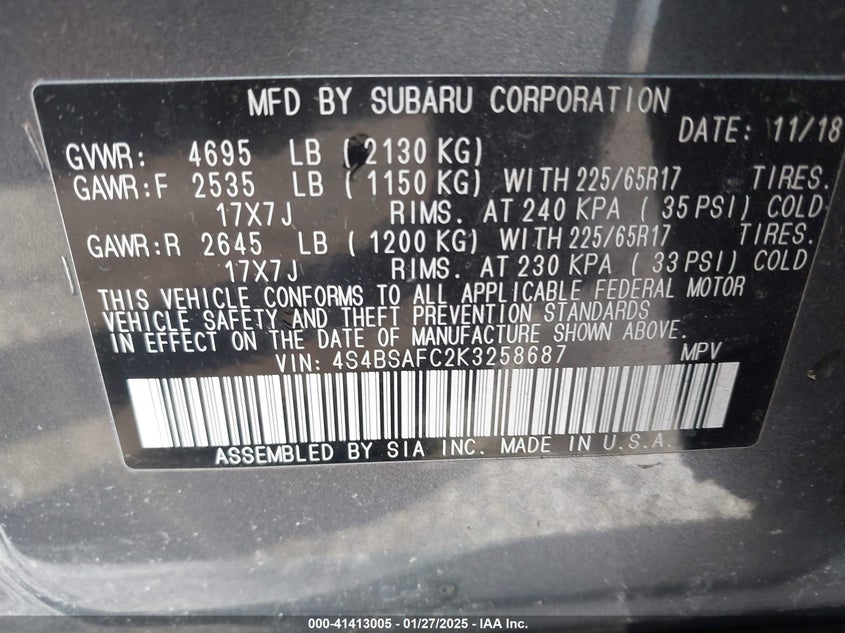 MFD BY SUBARU CORPORATION
DATE: 11/18
GVWR: 4695 LB ( 2130 KG)
GAWR:F 2535 LB ( 1150 KG) WITH 225/65R17 TIRES.
17X7J RIMS. AT 240 KPA ( 35 PSI) COLD
GAWR:R 2645 LB ( 1200 KG) WITH 225/65R17 TIRES.
17X7J RIMS. AT 230 KPA ( 33 PSI) COLD
THIS VEHICLE CONFORMS TO ALL APPLICABLE FEDERAL MOTOR
VEHICLE SAFETY AND THEFT PREVENTION STANDARDS
IN EFFECT ON THE DATE OF MANUFACTURE SHOWN ABOVE.
VIN: 4S4BSAFC2K3258687 MPV
ASSEMBLED BY SIA INC. MADE IN U.S.A.
000-41413005 - 01/27/2025 - IAA Inc.